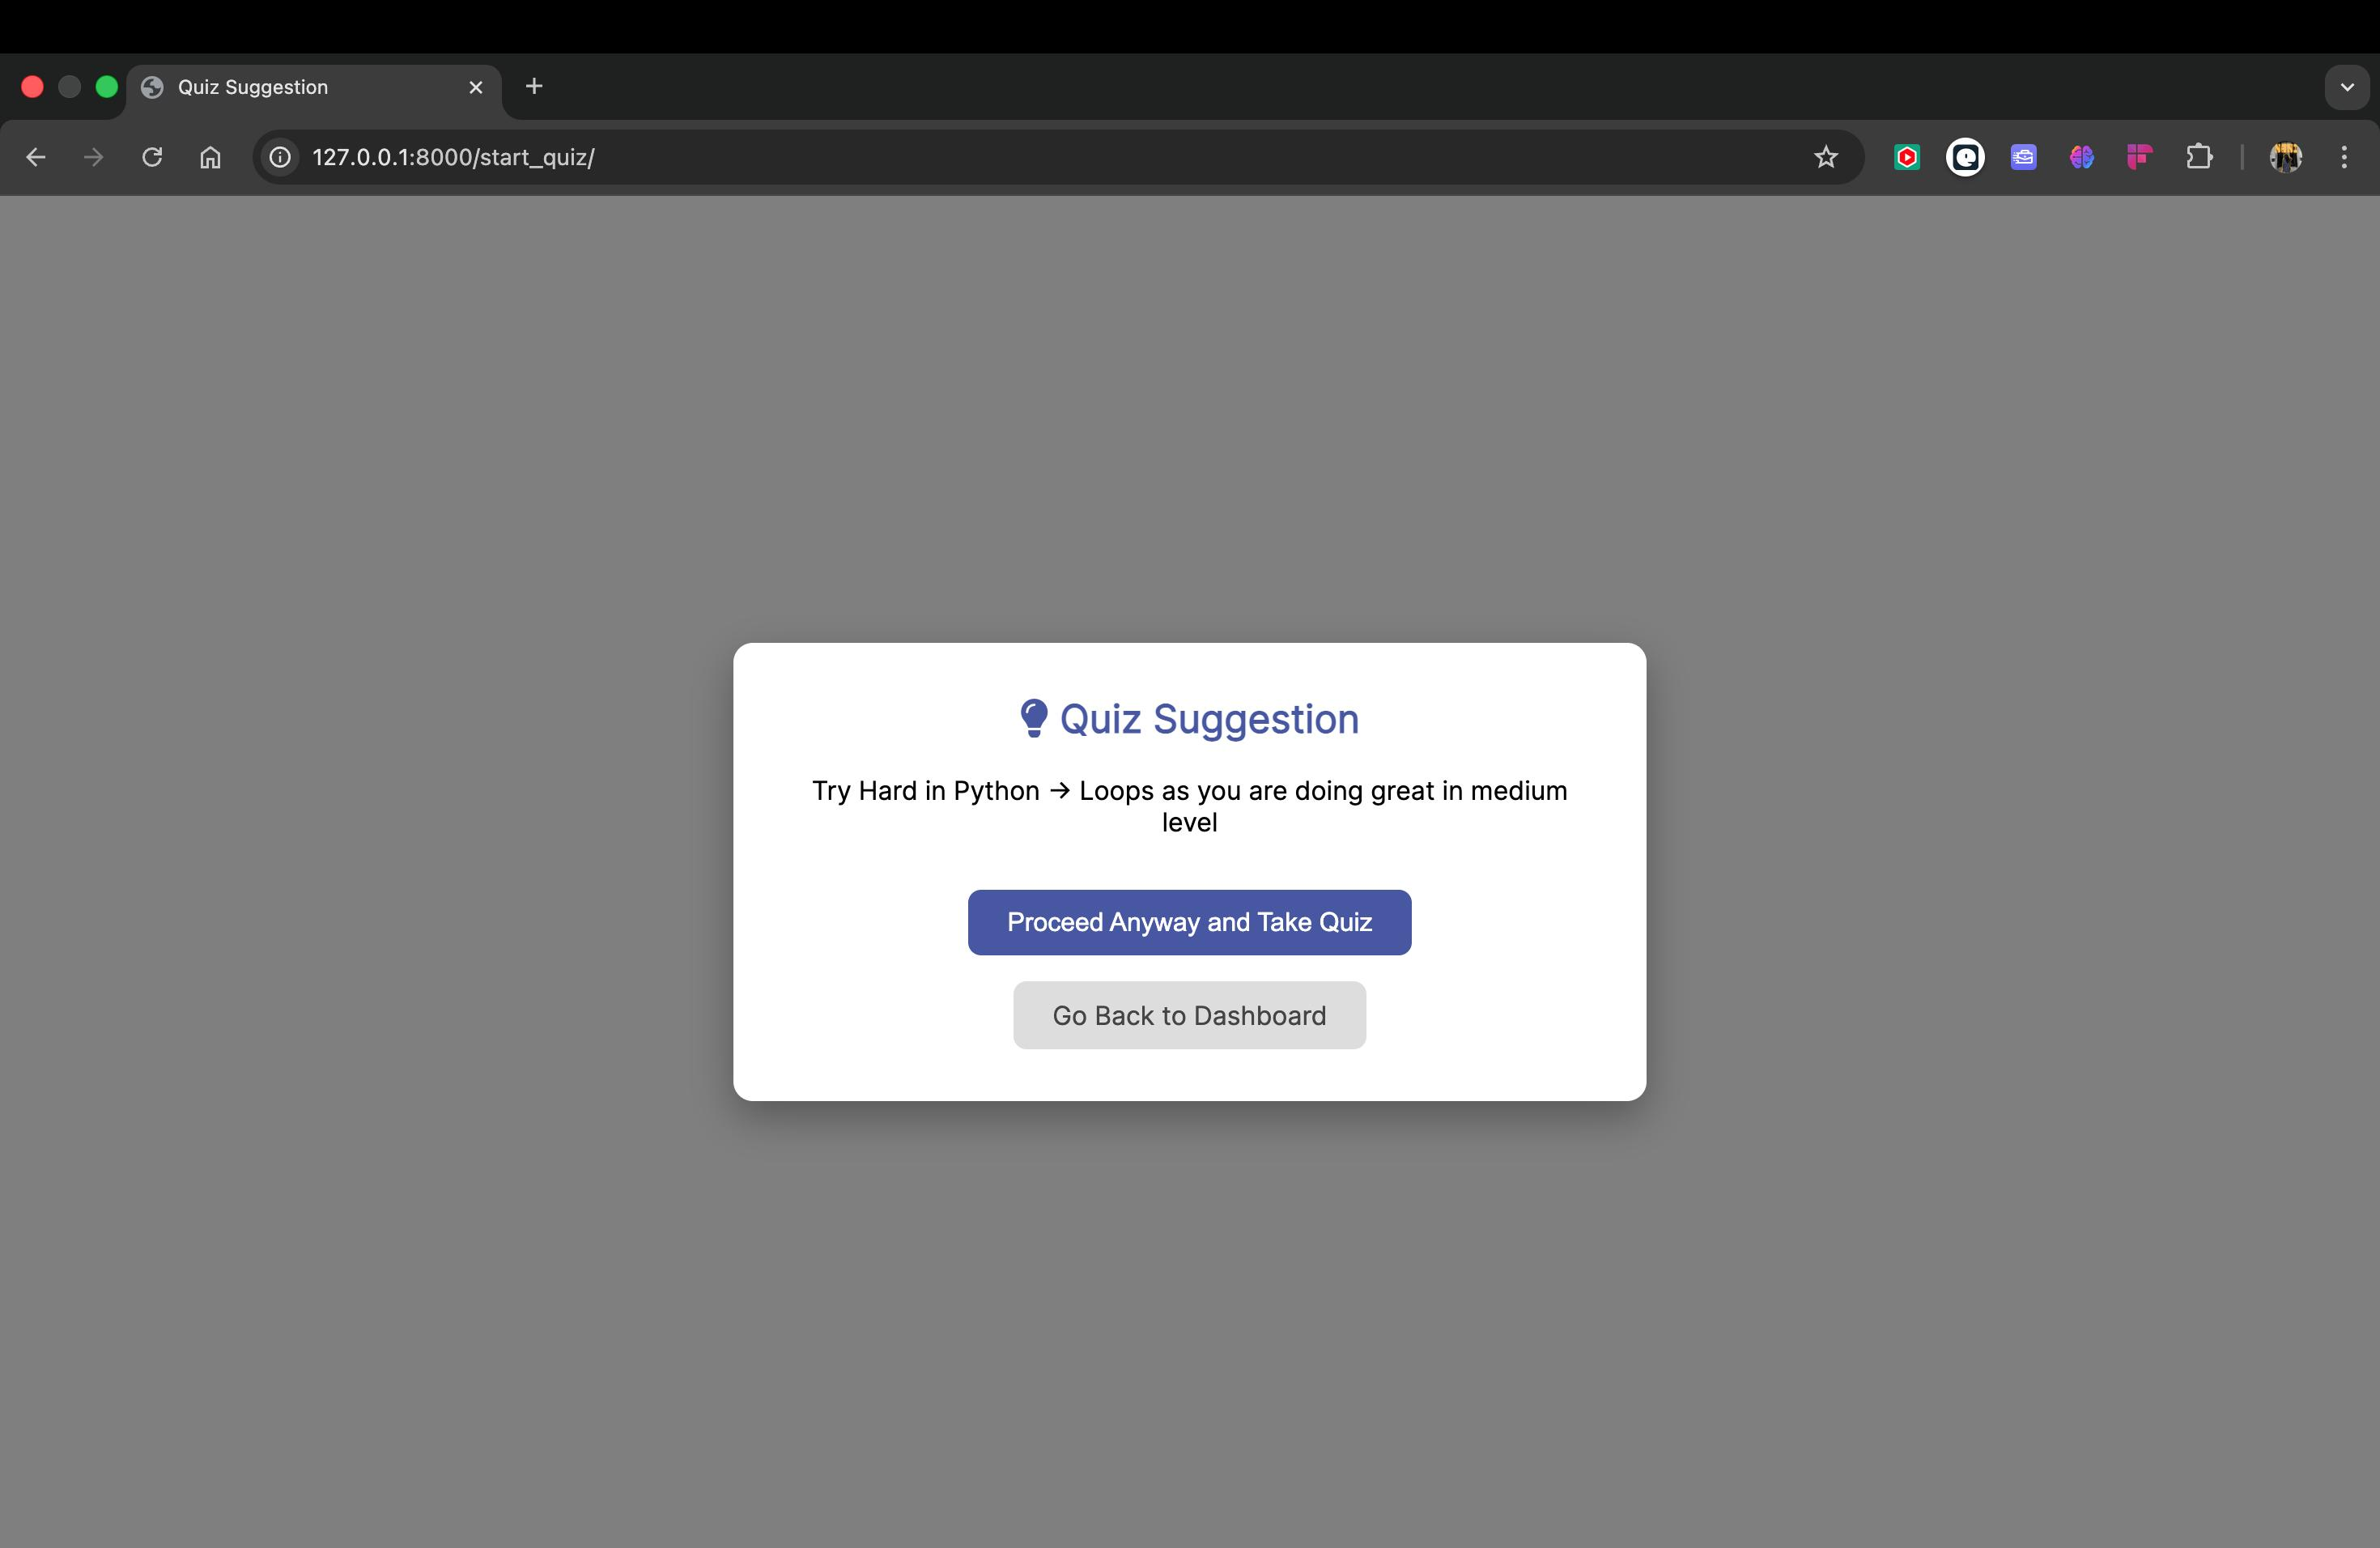 Quiz Suggestion
127.0.0.1:8000/start_quiz/
Quiz Suggestion
Try Hard in Python → Loops as you are doing great in medium
level
Proceed Anyway and Take Quiz
Go Back to Dashboard